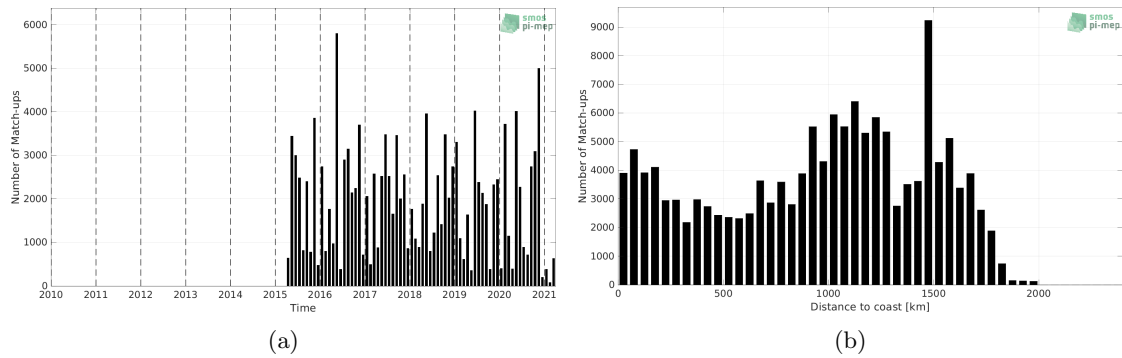 smos
pi-mep
6000
5000
4000
3000
2000
1000
0
Number of Match-ups
2010 2011 2012 2013 2014 2015 2016 2017 2018 2019 2020 2021
Time
(a)
smos
pi-mep
9000
8000
7000
6000
5000
4000
3000
2000
1000
0
Number of Match-ups
0 500 1000 1500 2000
Distance to coast [km]
(b)